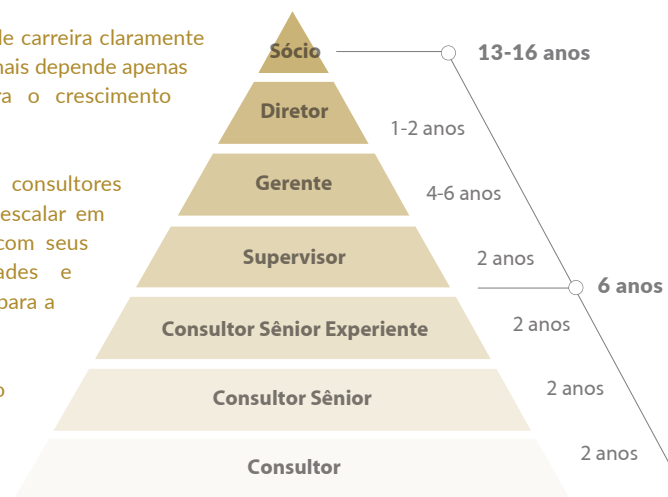 de carreira claramente
mais depende apenas
o crescimento
consultores
escalar em
com seus
e
para a
Sócio
13-16 anos
Diretor
1-2 anos
Gerente
4-6 anos
Supervisor
2 anos
6 anos
Consultor Sênior Experiente
2 anos
Consultor Sênior
2 anos
Consultor
2 anos